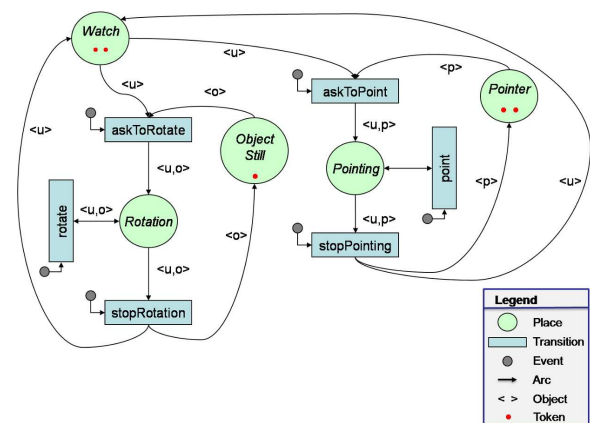 Watch
<u>
<u>
<o>
<p>
askToPoint
Pointer
askToRotate
<u>
Object
Still
<u,o>
<u,p>
Pointing
point
<p>
<u>
rotate
<u,o>
Rotation
<u,p>
<o>
stopPointing
<u,o>
stopRotation
Legend
Place
Transition
Event
Arc
< > Object
Token